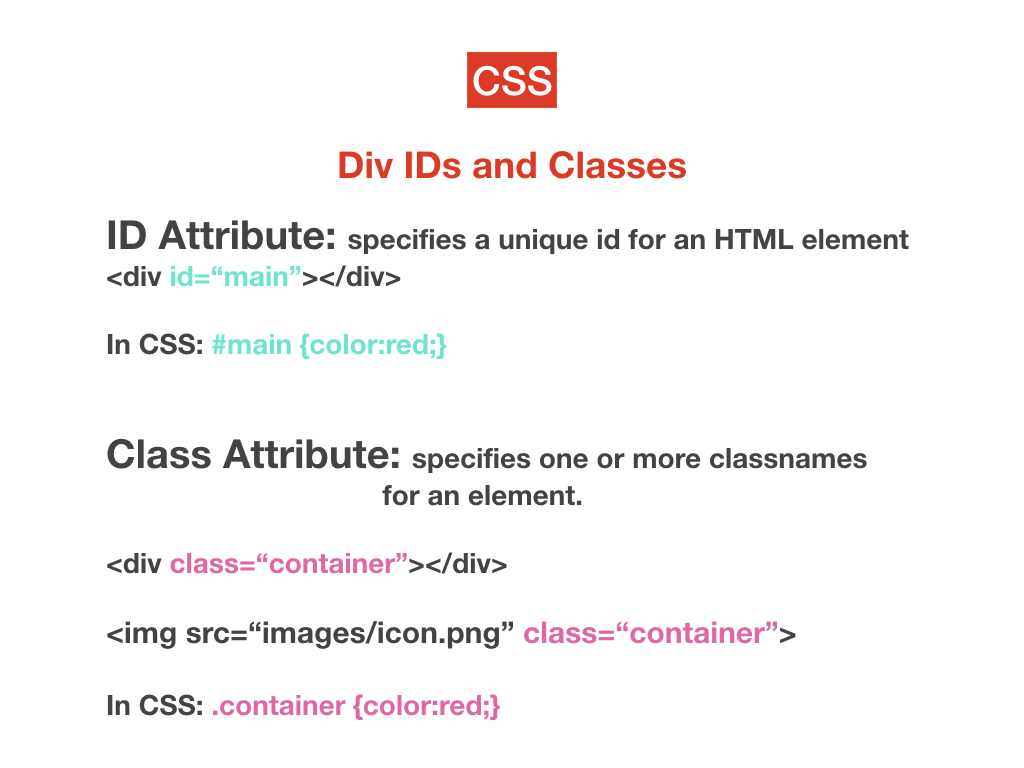 CSS
Div IDs and Classes
ID Attribute: specifies a unique id for an HTML element
<div id=“main”></div>
In CSS: #main {color:red;}
Class Attribute: specifies one or more classnames
for an element.
<div class=“container”></div>
<img src=“images/icon.png” class=“container”>
In CSS: .container {color:red;}